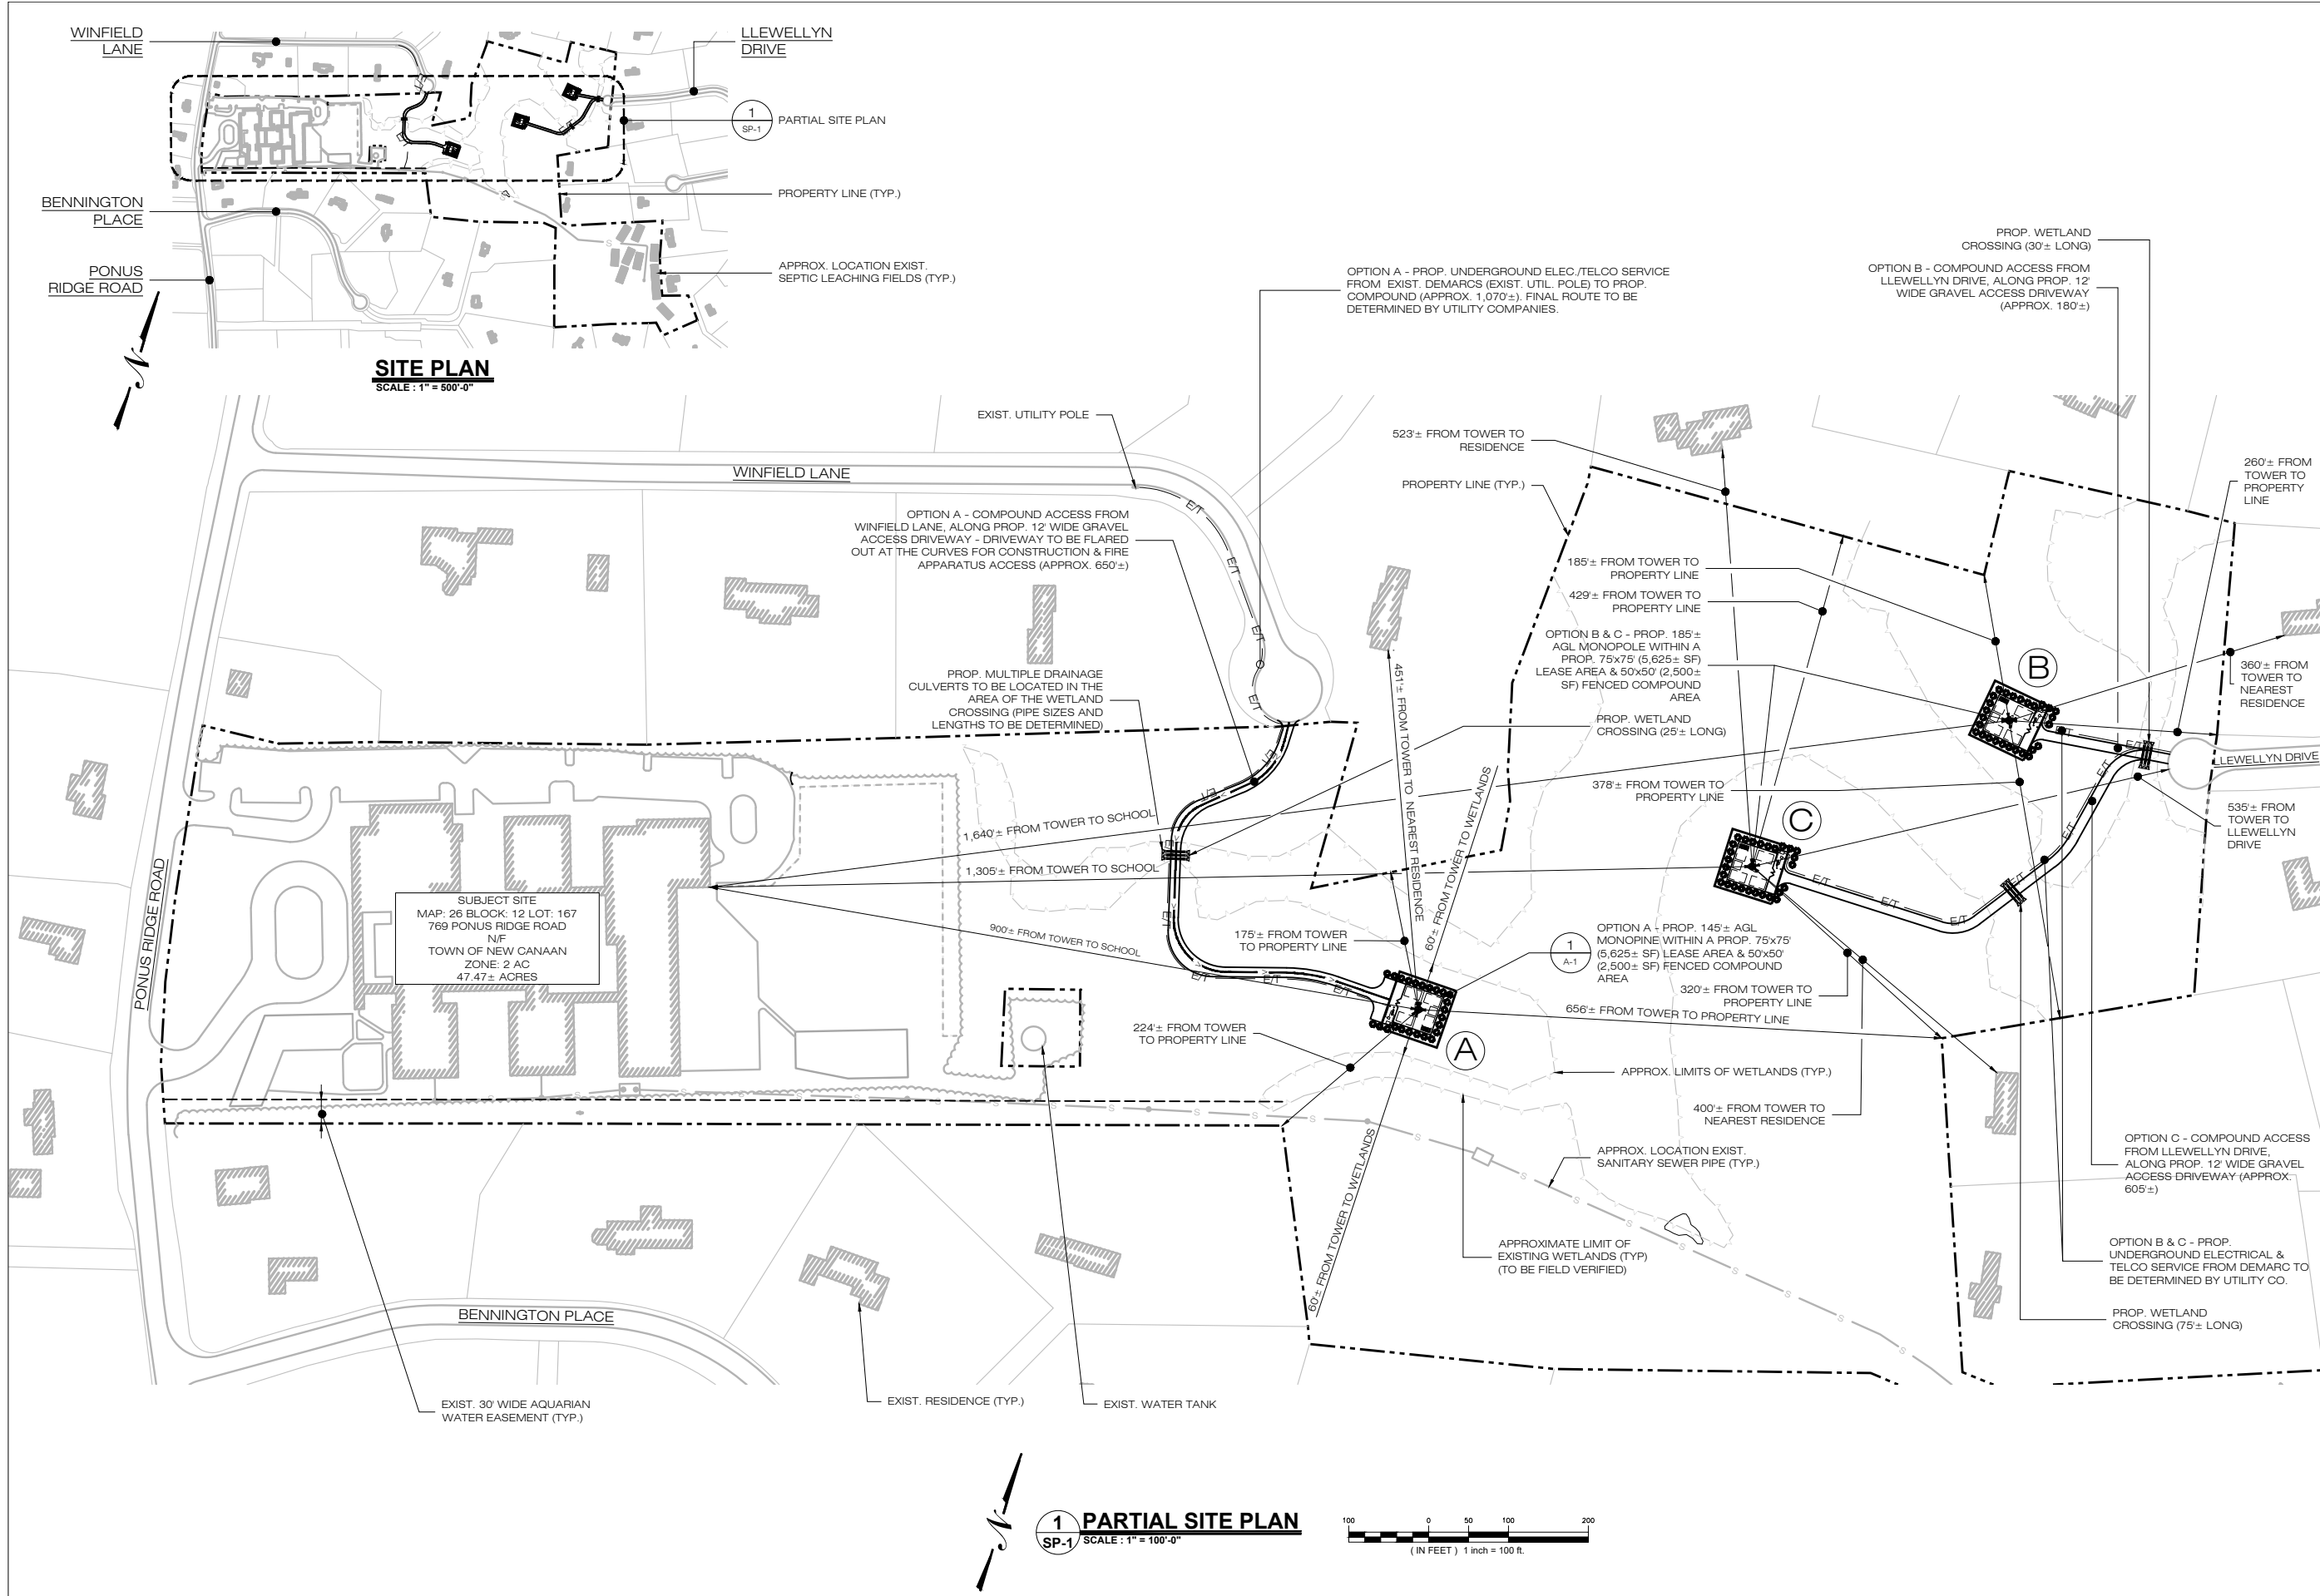 WINFIELD
LANE
LLEWELLYN
DRIVE
1
SP-1
PARTIAL SITE PLAN
PROPERTY LINE (TYP.)
BENNINGTON
PLACE
PONUS
RIDGE ROAD
APPROX. LOCATION EXIST.
SEPTIC LEACHING FIELDS (TYP.)
S
S
N
SITE PLAN
SCALE : 1" = 500'-0"
OPTION A - PROP. UNDERGROUND ELEC./TELCO SERVICE
FROM EXIST. DEMARCS (EXIST. UTIL. POLE) TO PROP.
COMPOUND (APPROX. 1,070'±). FINAL ROUTE TO BE
DETERMINED BY UTILITY COMPANIES.
PROP. WETLAND
CROSSING (30'± LONG)
OPTION B - COMPOUND ACCESS FROM
LLEWELLYN DRIVE, ALONG PROP. 12'
WIDE GRAVEL ACCESS DRIVEWAY
(APPROX. 180'±)
EXIST. UTILITY POLE
WINFIELD LANE
523'± FROM TOWER TO
RESIDENCE
PROPERTY LINE (TYP.)
260'± FROM
TOWER TO
PROPERTY
LINE
OPTION A - COMPOUND ACCESS FROM
WINFIELD LANE, ALONG PROP. 12' WIDE GRAVEL
ACCESS DRIVEWAY - DRIVEWAY TO BE FLARED
OUT AT THE CURVES FOR CONSTRUCTION & FIRE
APPARATUS ACCESS (APPROX. 650'±)
E/T
E/T
E/T
E/T
E/T
185'± FROM TOWER TO
PROPERTY LINE
429'± FROM TOWER TO
PROPERTY LINE
OPTION B & C - PROP. 185'±
AGL MONOPOLE WITHIN A
PROP. 75'x75' (5,625± SF)
LEASE AREA & 50'x50' (2,500±
SF) FENCED COMPOUND
AREA
B
360'± FROM
TOWER TO
NEAREST
RESIDENCE
PROP. MULTIPLE DRAINAGE
CULVERTS TO BE LOCATED IN THE
AREA OF THE WETLAND
CROSSING (PIPE SIZES AND
LENGTHS TO BE DETERMINED)
451'± FROM TOWER TO NEAREST RESIDENCE
PROP. WETLAND
CROSSING (25'± LONG)
60'± FROM TOWER TO WETLANDS
378'± FROM TOWER TO
PROPERTY LINE
LLEWELLYN DRIVE
535'± FROM
TOWER TO
LLEWELLYN
DRIVE
C
E/T
E/T
E/T
E/T
E/T
E/T
E/T
E/T
1,640'± FROM TOWER TO SCHOOL
1,305'± FROM TOWER TO SCHOOL
900'± FROM TOWER TO SCHOOL
E/T
E/T
E/T
E/T
E/T
E/T
E/T
PONUS RIDGE ROAD
SUBJECT SITE
MAP: 26 BLOCK: 12 LOT: 167
769 PONUS RIDGE ROAD
N/F
TOWN OF NEW CANAAN
ZONE: 2 AC
47.47± ACRES
175'± FROM TOWER
TO PROPERTY LINE
1
A-1
OPTION A - PROP. 145'± AGL
MONOPINE WITHIN A PROP. 75'x75'
(5,625± SF) LEASE AREA & 50'x50'
(2,500± SF) FENCED COMPOUND
AREA
320'± FROM TOWER TO
PROPERTY LINE
656'± FROM TOWER TO PROPERTY LINE
224'± FROM TOWER
TO PROPERTY LINE
A
APPROX. LIMITS OF WETLANDS (TYP.)
400'± FROM TOWER TO
NEAREST RESIDENCE
60'± FROM TOWER TO WETLANDS
APPROX. LOCATION EXIST.
SANITARY SEWER PIPE (TYP.)
OPTION C - COMPOUND ACCESS
FROM LLEWELLYN DRIVE,
ALONG PROP. 12' WIDE GRAVEL
ACCESS DRIVEWAY (APPROX.
605'±)
APPROXIMATE LIMIT OF
EXISTING WETLANDS (TYP)
(TO BE FIELD VERIFIED)
OPTION B & C - PROP.
UNDERGROUND ELECTRICAL &
TELCO SERVICE FROM DEMARC TO
BE DETERMINED BY UTILITY CO.
PROP. WETLAND
CROSSING (75'± LONG)
BENNINGTON PLACE
EXIST. 30' WIDE AQUARIAN
WATER EASEMENT (TYP.)
EXIST. RESIDENCE (TYP.)
EXIST. WATER TANK
N
1
SP-1
PARTIAL SITE PLAN
SCALE : 1" = 100'-0"
100 0 50 100 200
( IN FEET ) 1 inch = 100 ft.